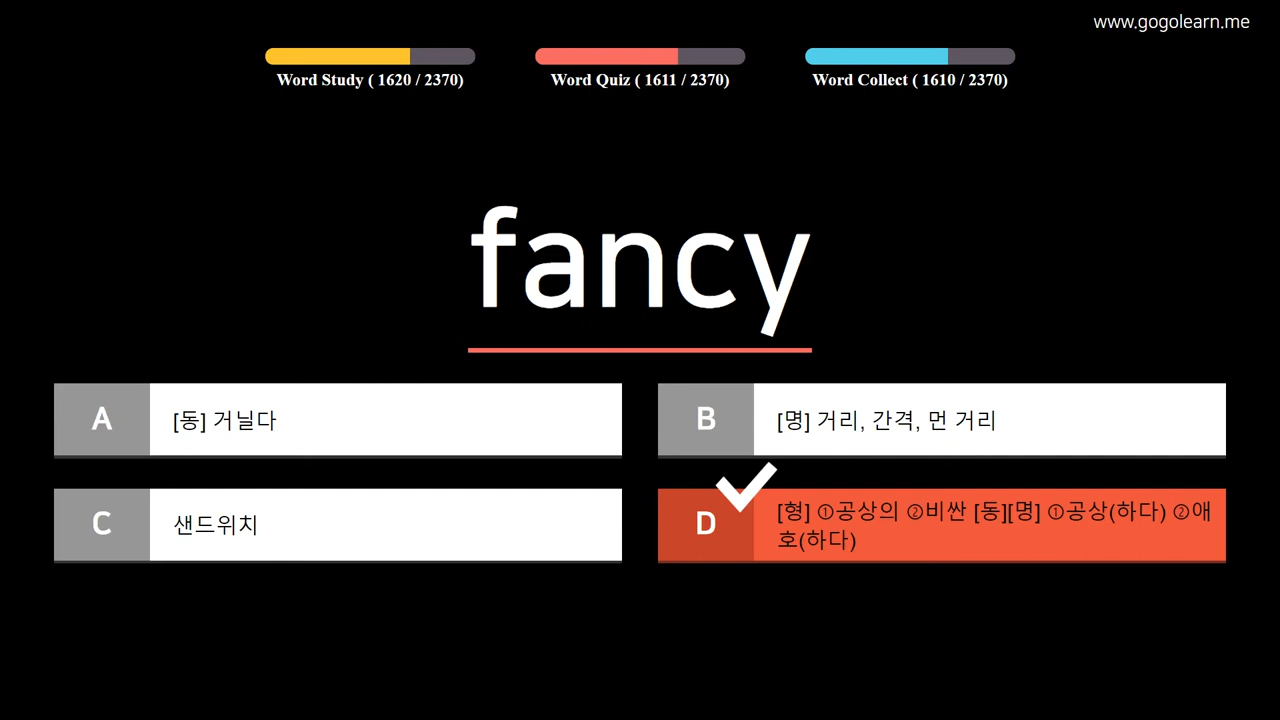 www.gogolearn.me
Word Study ( 1620 / 2370)
Word Quiz ( 1611 / 2370)
Word Collect ( 1610 / 2370)
fancy
A
[동] 거닐다
B
[명] 거리, 간격, 먼 거리
C
샌드위치
D
[형] ①공상의 ②비싼 [동][명] ①공상(하다) ②애
호(하다)